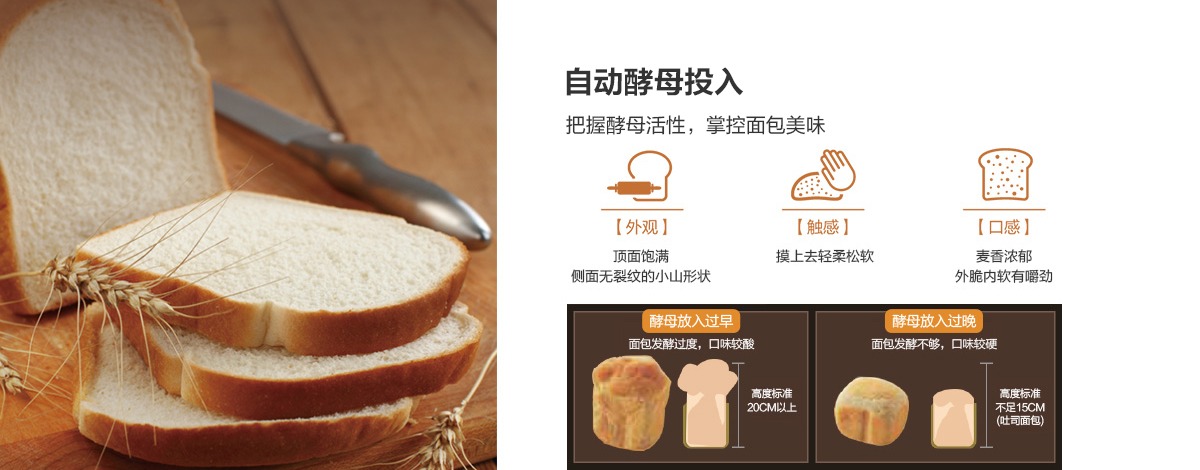 自动酵母投入
把握酵母活性，掌控面包美味
【外观】
顶面饱满
侧面无裂纹的小山形状
【触感】
摸上去轻柔松软
【口感】
麦香浓郁
外脆内软有嚼劲
酵母放入过早
面包发酵过度，口味较酸
高度标准
20CM以上
酵母放入过晚
面包发酵不够，口味较硬
高度标准
不足15CM
(吐司面包)